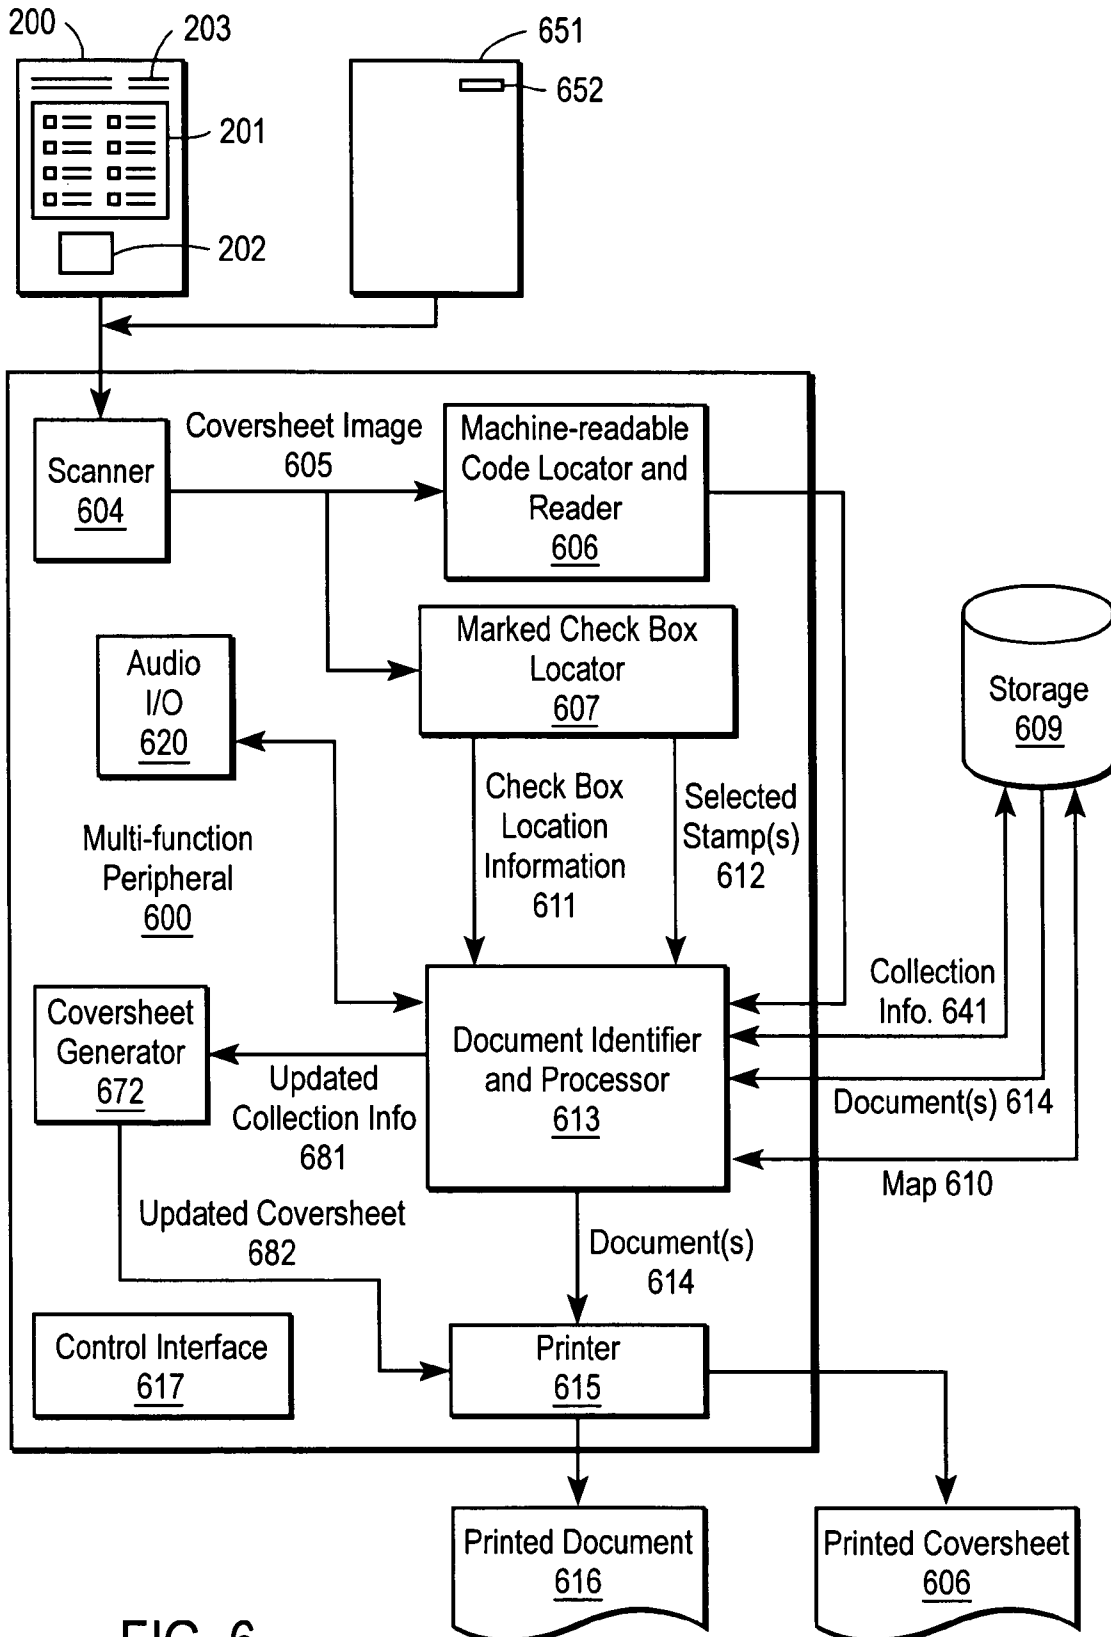 200
203
651
652
201
202
Scanner
604
Coversheet Image
605
Machine-readable
Code Locator and
Reader
606
Marked Check Box
Locator
607
Audio
I/O
620
Storage
609
Multi-function
Peripheral
600
Check Box
Location
Information
611
Selected
Stamp(s)
612
Collection
Info. 641
Coversheet
Generator
672
Document Identifier
and Processor
613
Updated
Collection Info
681
Document(s) 614
Map 610
Updated Coversheet
682
Document(s)
614
Control Interface
617
Printer
615
Printed Document
616
Printed Coversheet
606
FIG. 6